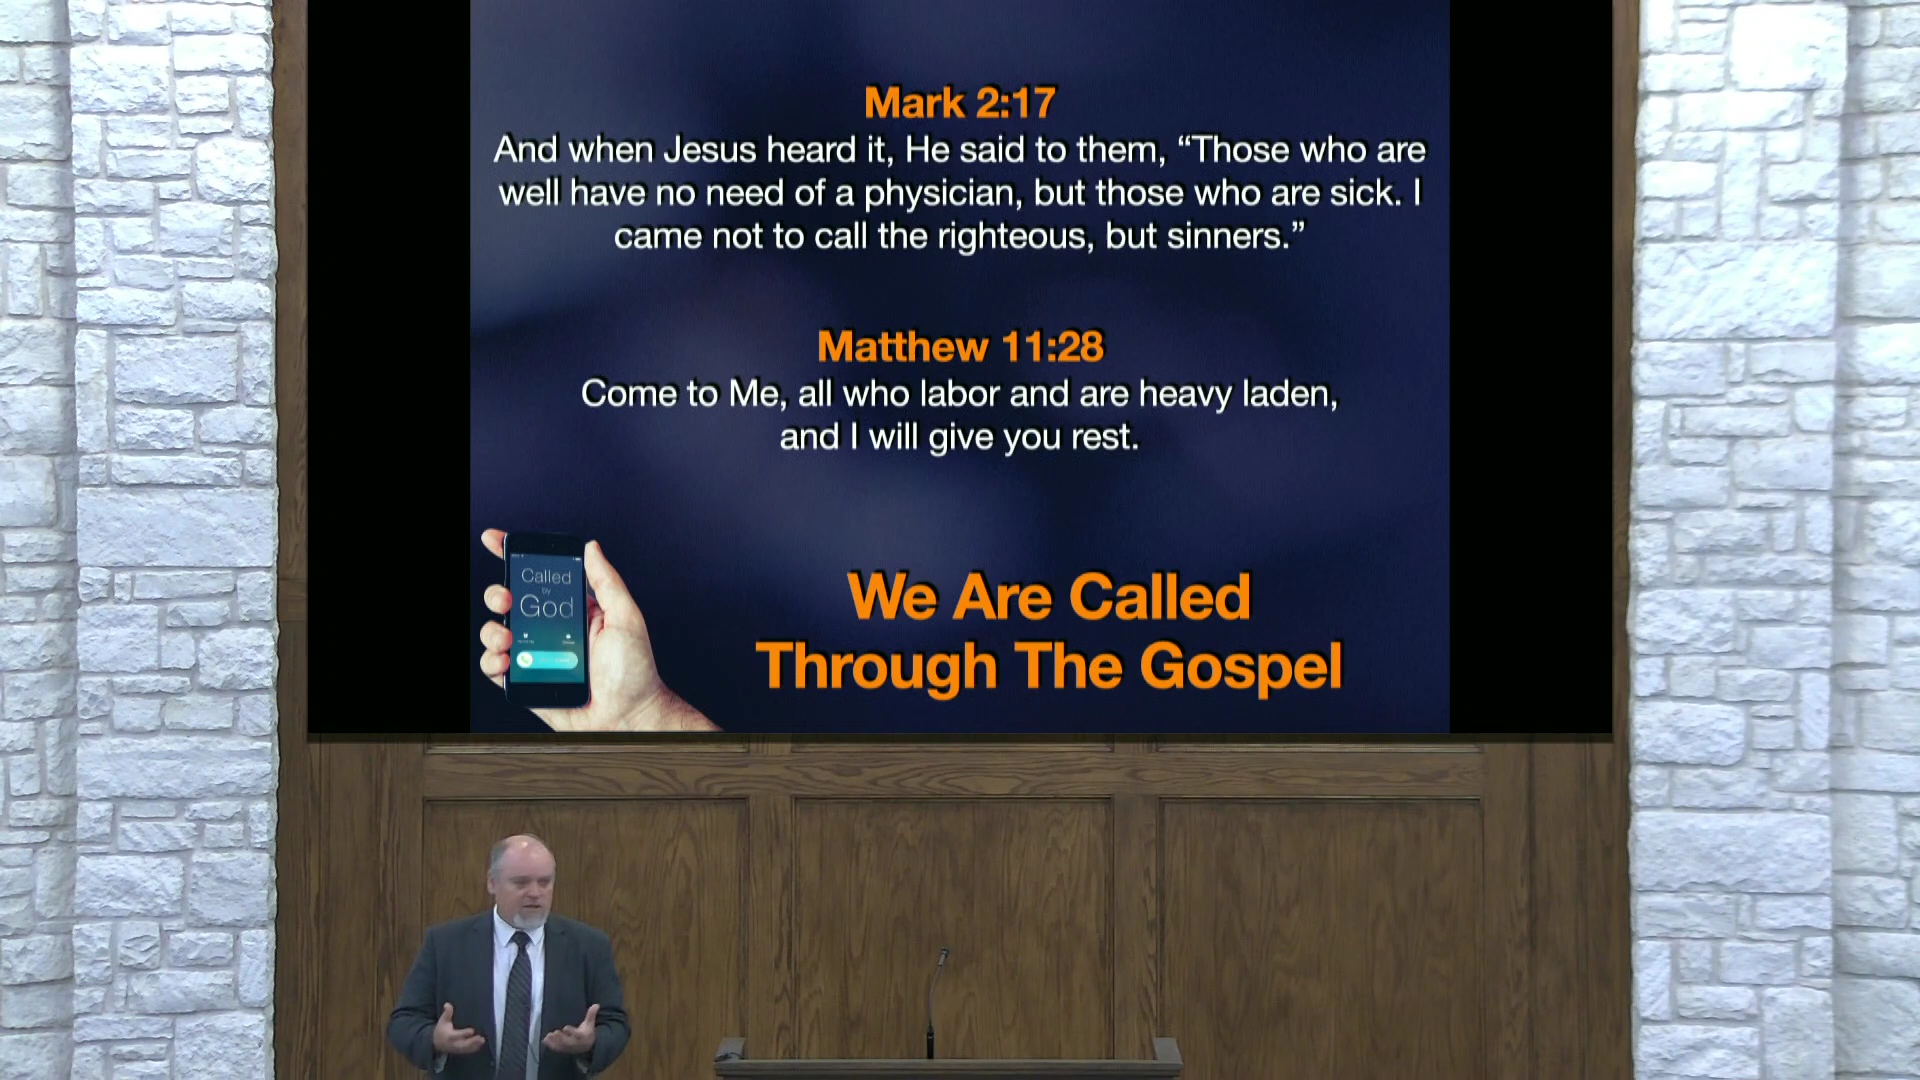 Mark 2:17
And when Jesus heard it, He said to them, “Those who are
well have no need of a physician, but those who are sick. I
came not to call the righteous, but sinners.”
Matthew 11:28
Come to Me, all who labor and are heavy laden,
and I will give you rest.
Called
by
God
We Are Called
Through The Gospel